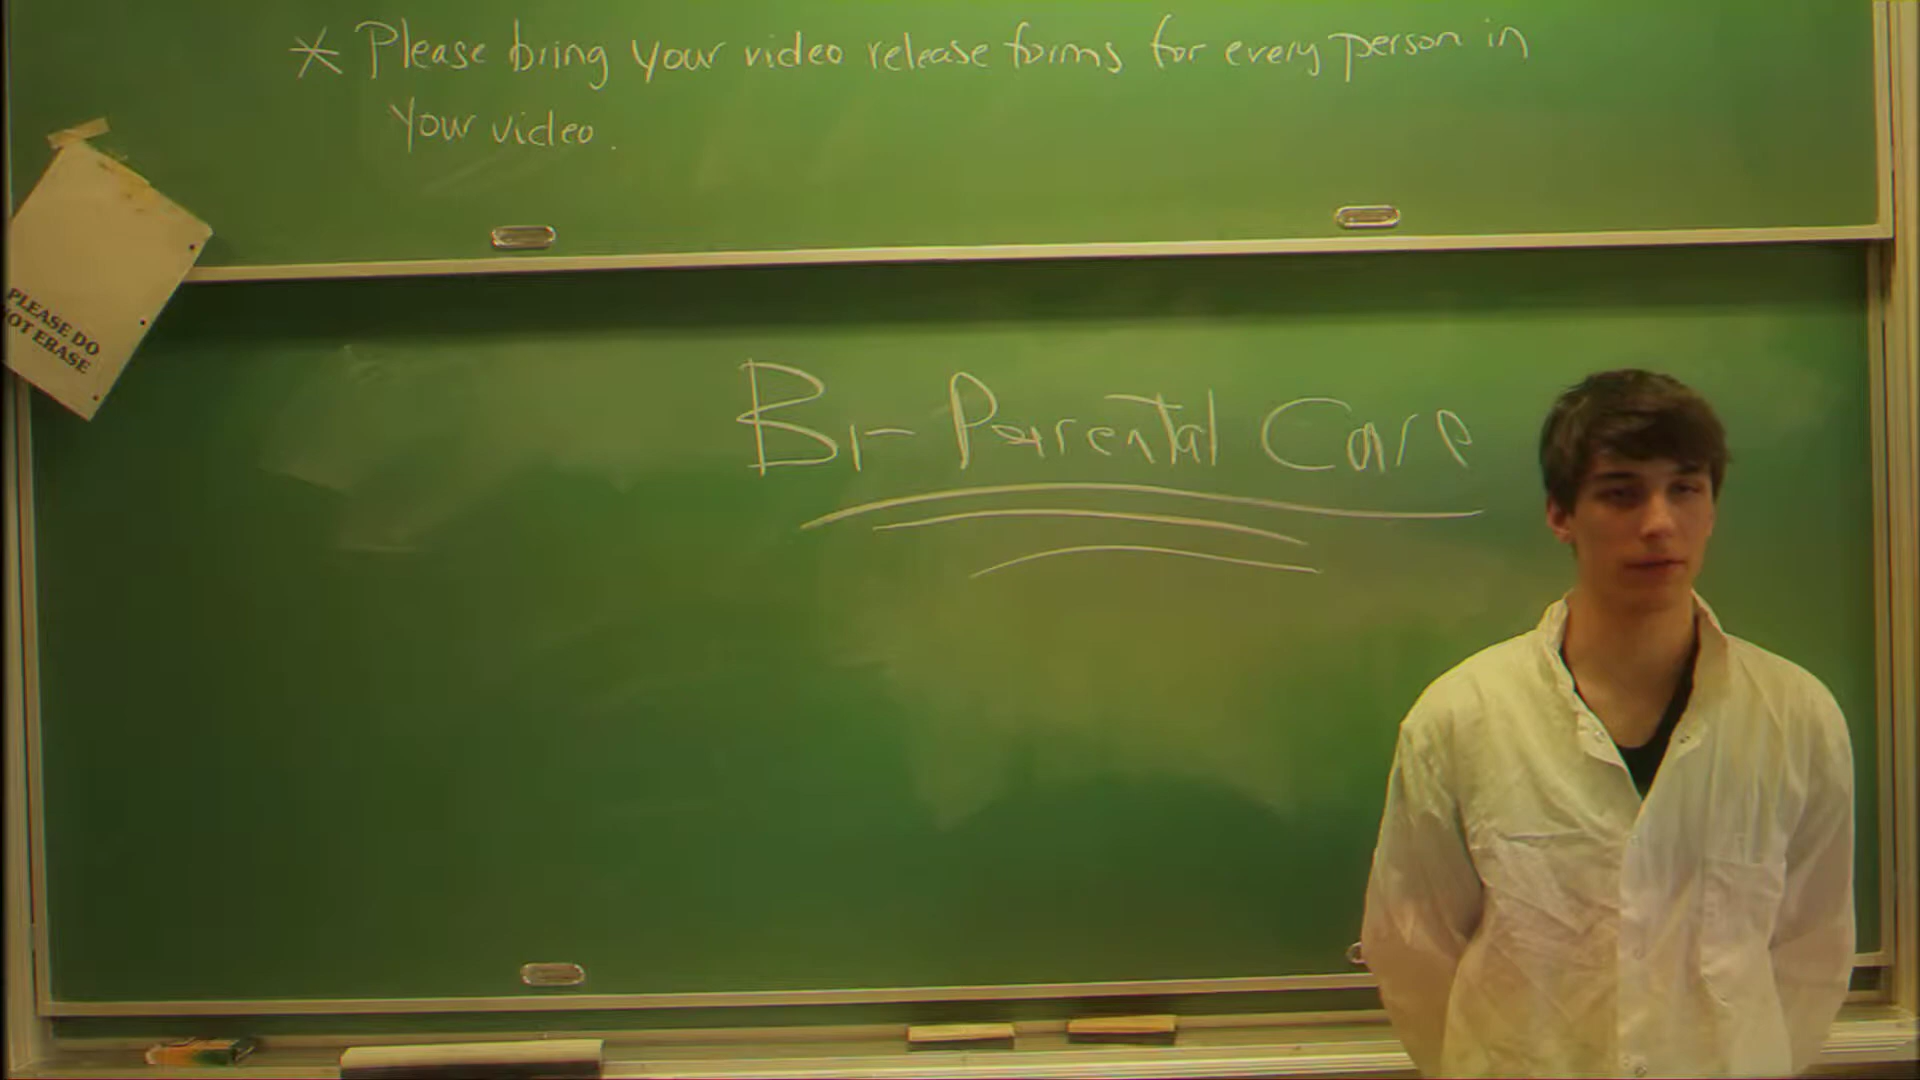 * Please bring your video release forms for every person in
your video.
PLEASE DO
NOT ERASE
Bi-Parental Care